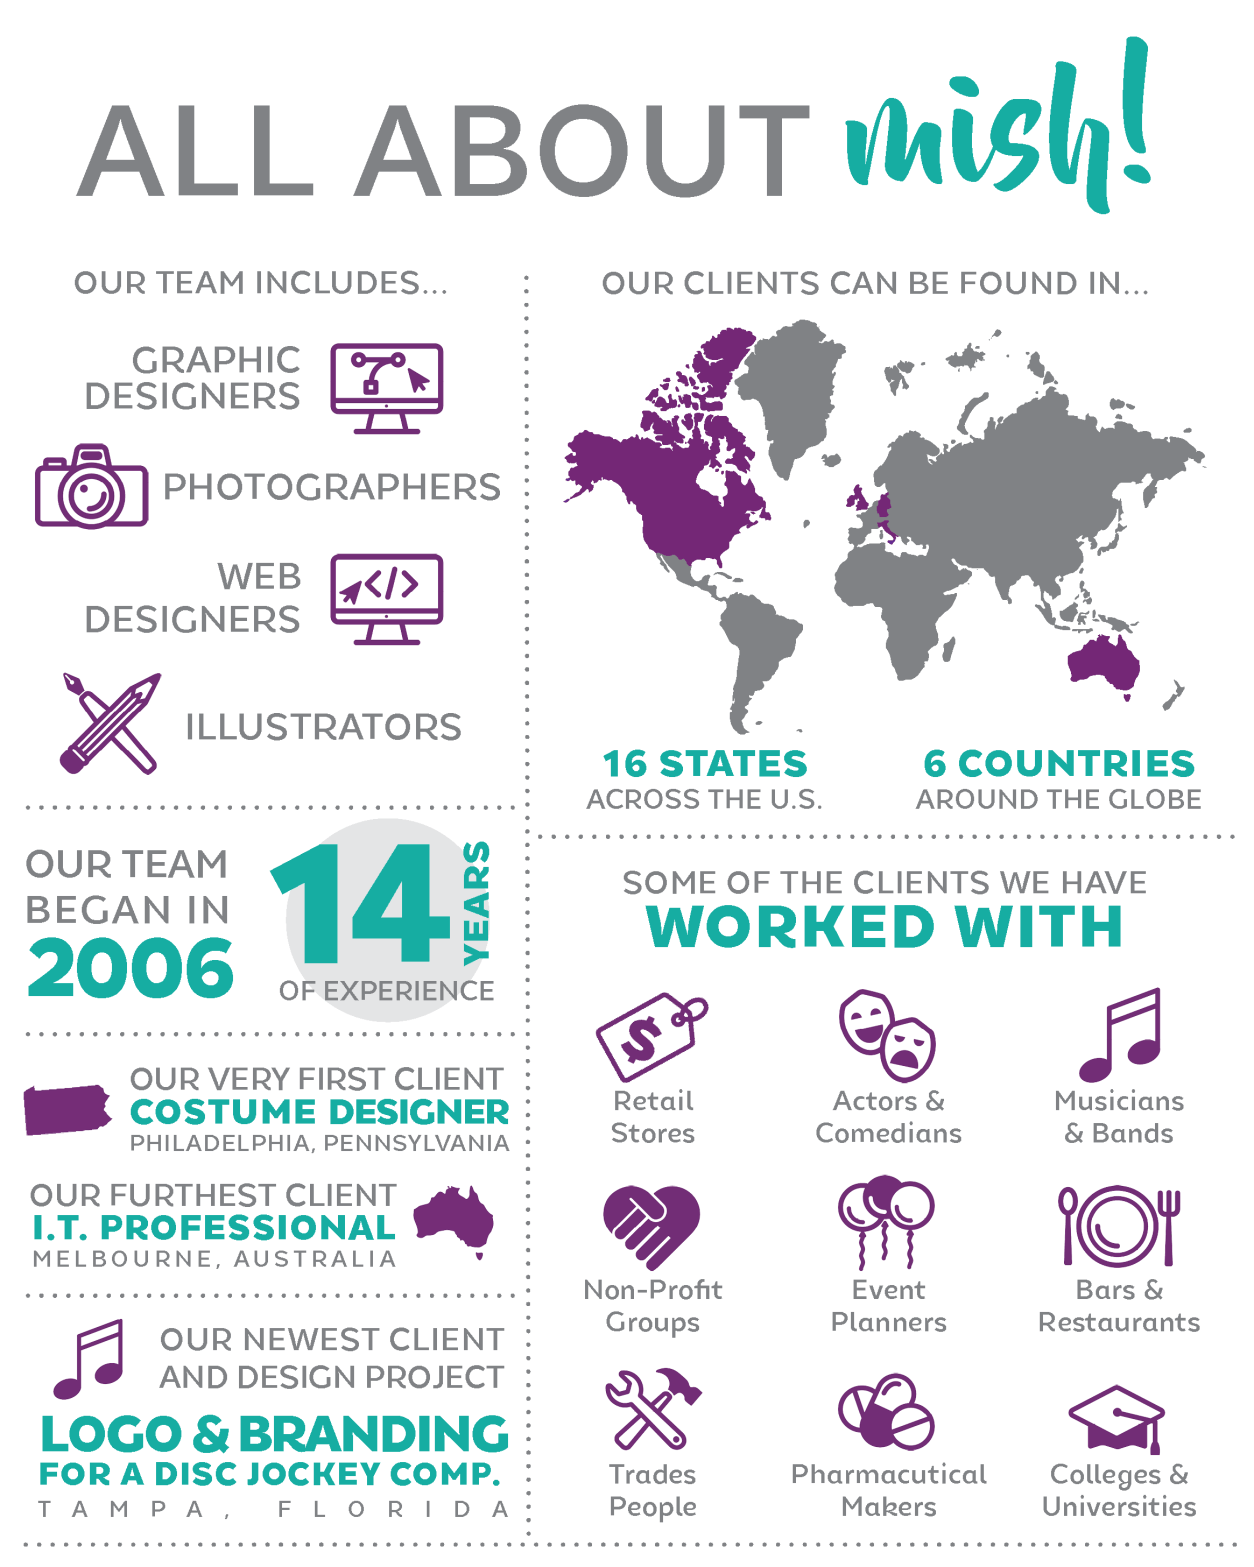 ALL ABOUT mish!
OUR TEAM INCLUDES...
GRAPHIC
DESIGNERS
PHOTOGRAPHERS
WEB
</>
DESIGNERS
ILLUSTRATORS
OUR CLIENTS CAN BE FOUND IN...
16 STATES
ACROSS THE U.S.
6 COUNTRIES
AROUND THE GLOBE
OUR TEAM
BEGAN IN
2006
14 YEARS
OF EXPERIENCE
OUR VERY FIRST CLIENT
COSTUME DESIGNER
PHILADELPHIA, PENNSYLVANIA
OUR FURTHEST CLIENT
I.T. PROFESSIONAL
MELBOURNE, AUSTRALIA
OUR NEWEST CLIENT
AND DESIGN PROJECT
LOGO & BRANDING
FOR A DISC JOCKEY COMP.
TAMPA, FLORIDA
SOME OF THE CLIENTS WE HAVE
WORKED WITH
$
Retail
Stores
Actors &
Comedians
Musicians
& Bands
Non-Profit
Groups
Event
Planners
Bars &
Restaurants
Trades
People
Pharmacutical
Makers
Colleges &
Universities